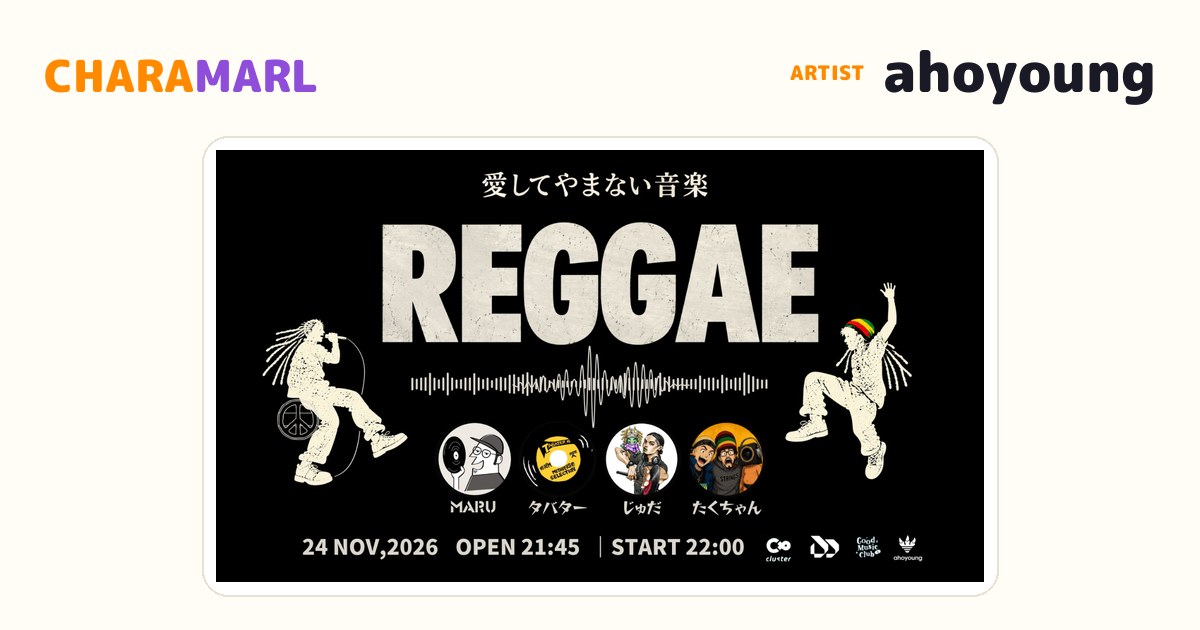 CHARAMARL
ARTIST ahoyoung
愛してやまない音楽
REGGAE
MARU
タバター
じゅだ
たくちゃん
24 NOV,2026 OPEN 21:45 | START 22:00
cluster
Good Music Club
ahoyoung